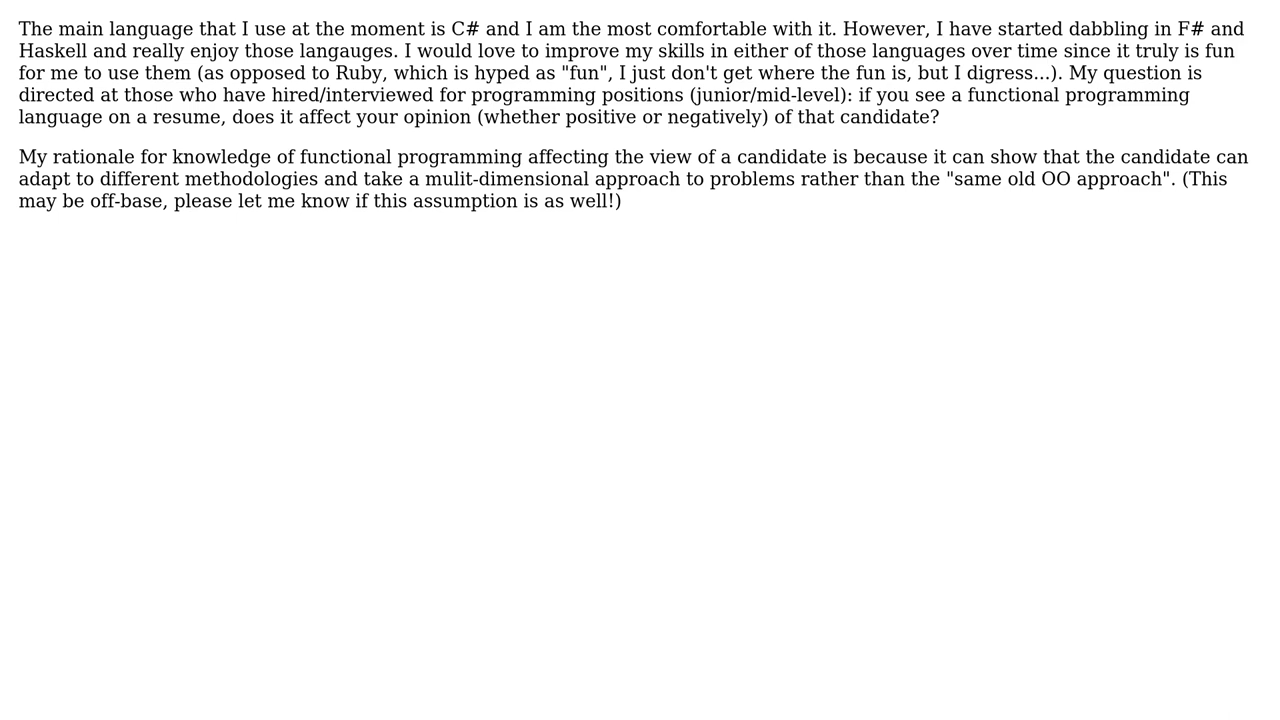 The main language that I use at the moment is C# and I am the most comfortable with it. However, I have started dabbling in F# and
Haskell and really enjoy those langauges. I would love to improve my skills in either of those languages over time since it truly is fun
for me to use them (as opposed to Ruby, which is hyped as "fun", I just don't get where the fun is, but I digress...). My question is
directed at those who have hired/interviewed for programming positions (junior/mid-level): if you see a functional programming
language on a resume, does it affect your opinion (whether positive or negatively) of that candidate?
My rationale for knowledge of functional programming affecting the view of a candidate is because it can show that the candidate can
adapt to different methodologies and take a mulit-dimensional approach to problems rather than the "same old OO approach". (This
may be off-base, please let me know if this assumption is as well!)